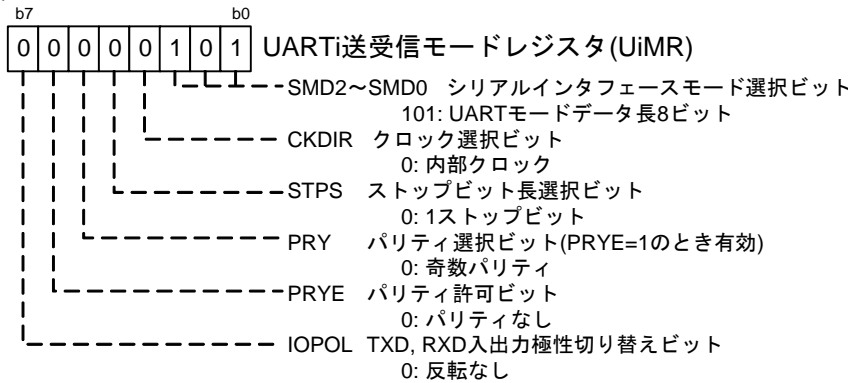 b7 b0
0 0 0 0 0 1 0 1 UARTi送受信モードレジスタ(UiMR)
SMD2～SMD0 シリアルインタフェースモード選択ビット
101: UARTモードデータ長8ビット
CKDIR クロック選択ビット
0: 内部クロック
STPS ストップビット長選択ビット
0: 1ストップビット
PRY パリティ選択ビット(PRYE=1のとき有効)
0: 奇数パリティ
PRYE パリティ許可ビット
0: パリティなし
IOPOL TXD, RXD入出力極性切り替えビット
0: 反転なし